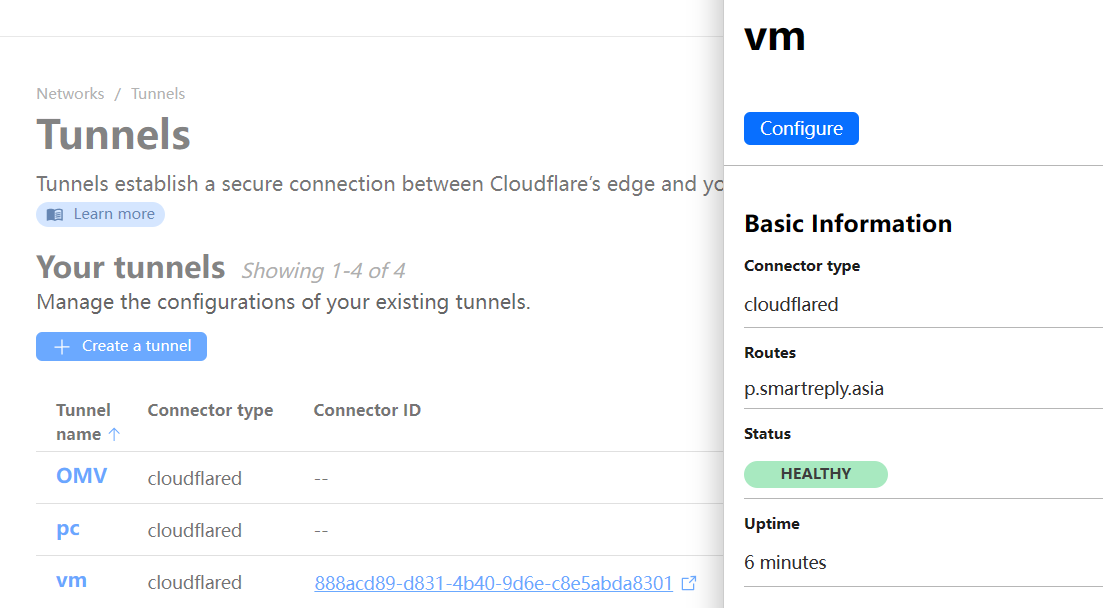 Networks / Tunnels
Tunnels
Tunnels establish a secure connection between Cloudflare’s edge and yo
Learn more
Your tunnels Showing 1-4 of 4
Manage the configurations of your existing tunnels.
Create a tunnel
Tunnel name ↑ Connector type Connector ID
OMV cloudflared --
pc cloudflared --
vm cloudflared 888acd89-d831-4b40-9d6e-c8e5abda8301
vm
Configure
Basic Information
Connector type
cloudflared
Routes
p.smartreply.asia
Status
HEALTHY
Uptime
6 minutes